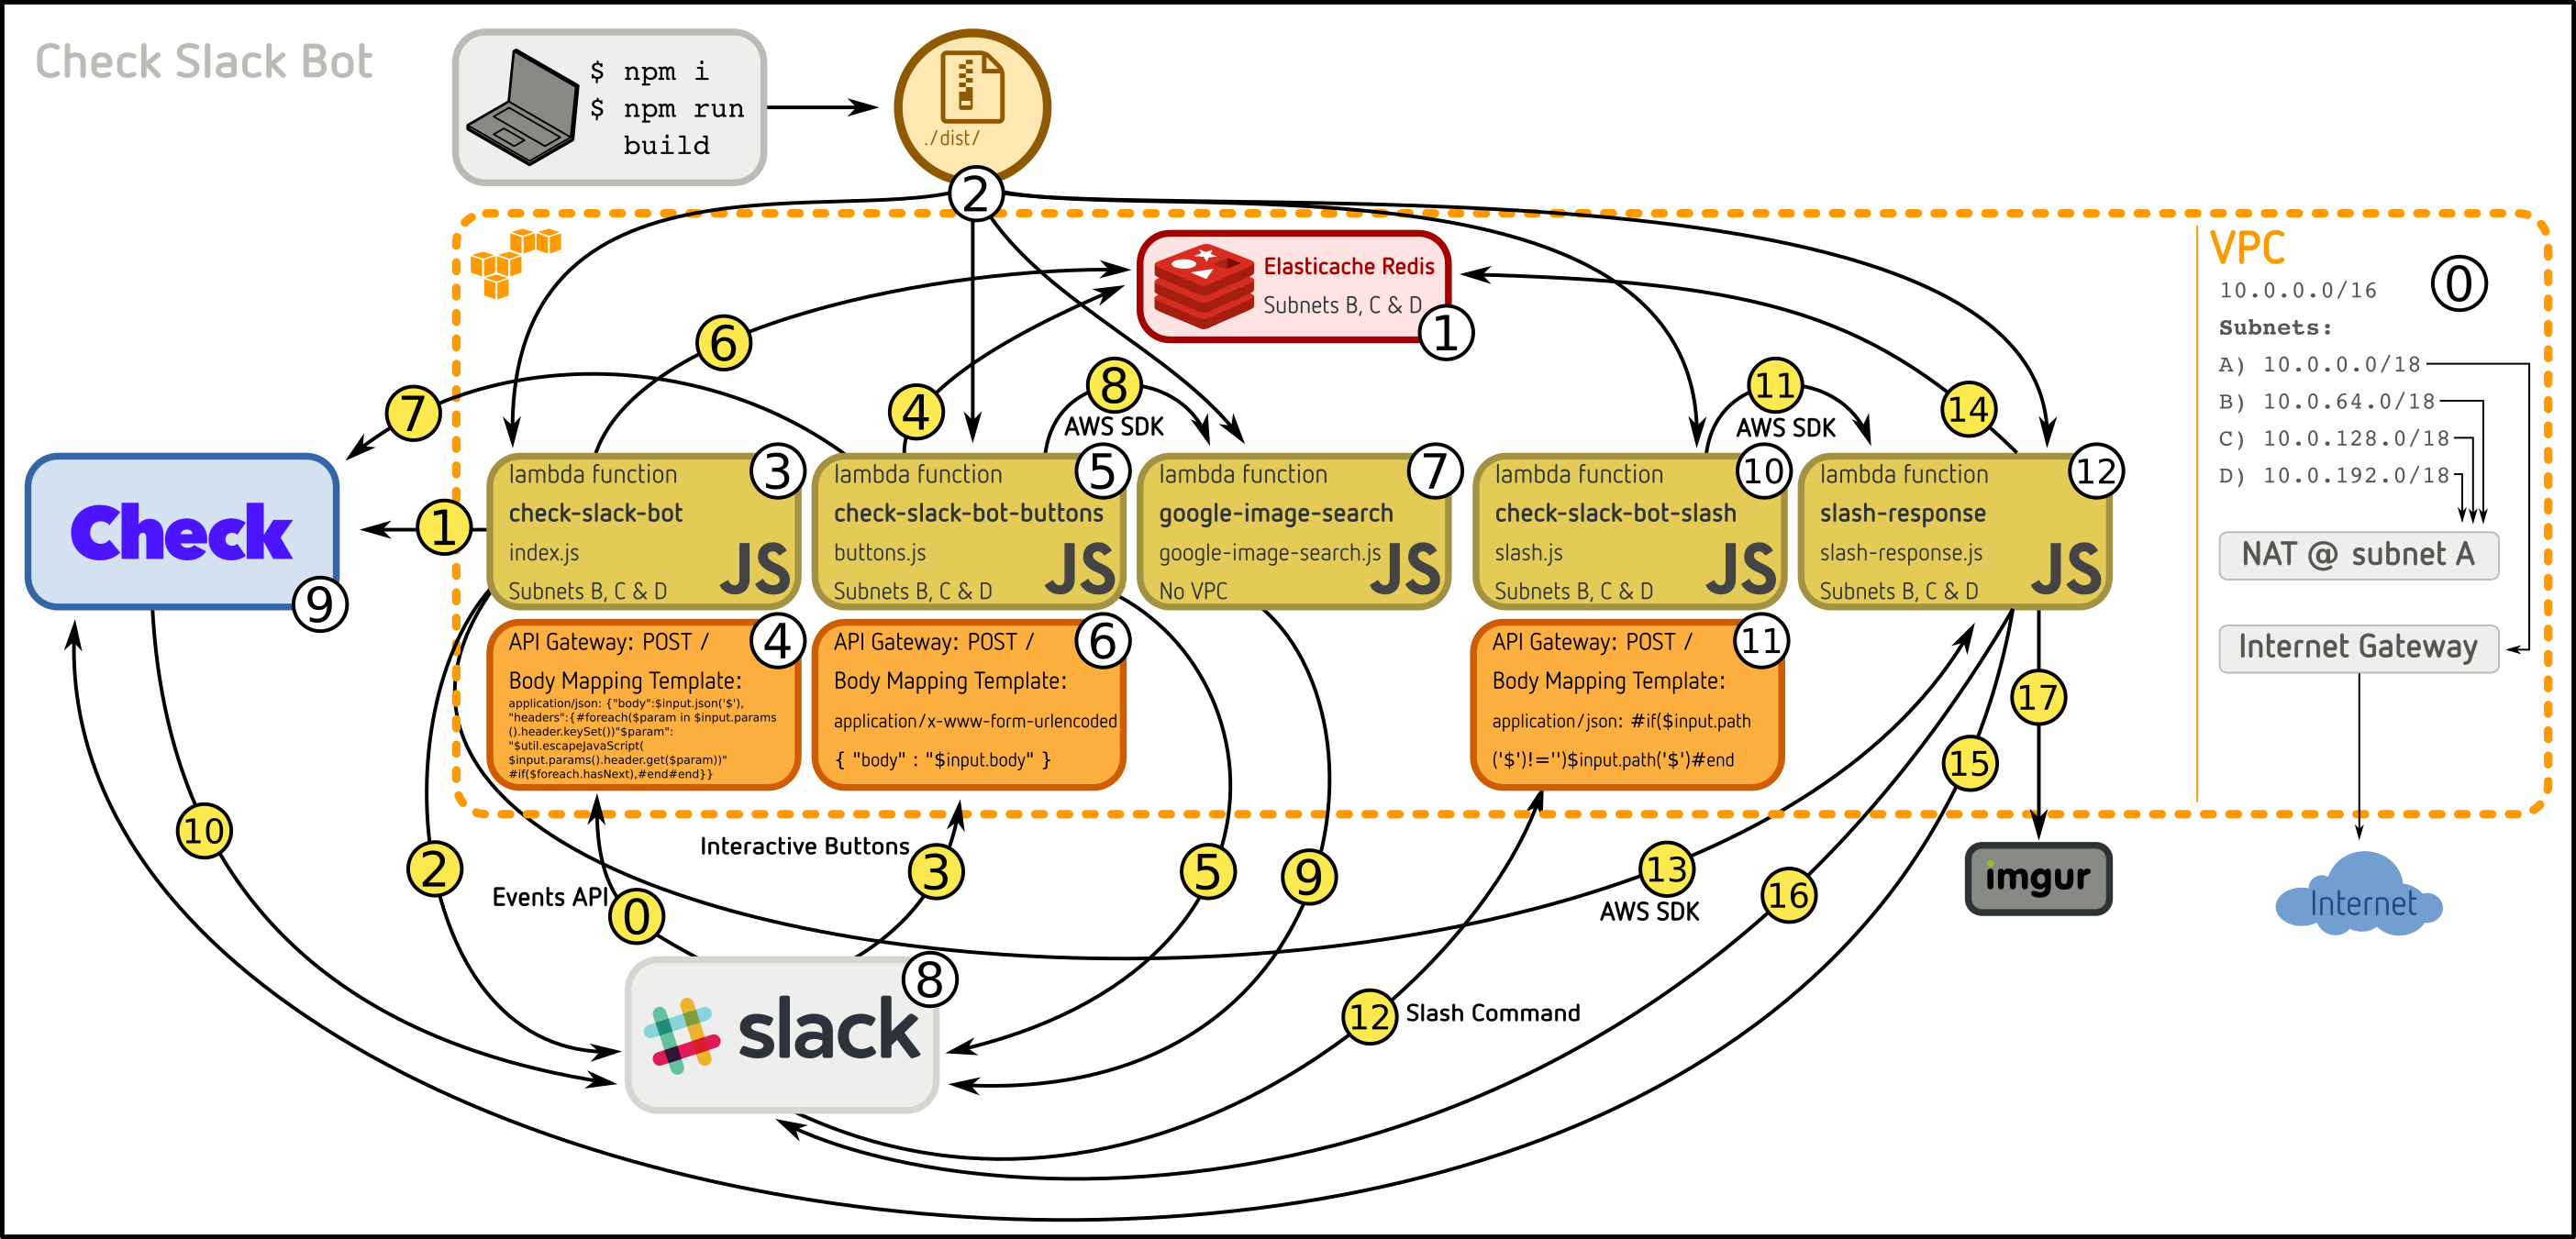 Check Slack Bot
$ npm i
$ npm run
build
./dist/
2
VPC
0
10.0.0.0/16
Subnets:
A) 10.0.0.0/18
B) 10.0.64.0/18
C) 10.0.128.0/18
D) 10.0.192.0/18
NAT @ subnet A
Internet Gateway
Internet
Elasticache Redis
Subnets B, C & D
1
6
7
4
8
AWS SDK
11
AWS SDK
14
Check
9
1
lambda function
3
check-slack-bot
index.js
JS
Subnets B, C & D
lambda function
5
check-slack-bot-buttons
buttons.js
JS
Subnets B, C & D
lambda function
7
google-image-search
google-image-search.js
JS
No VPC
lambda function
10
check-slack-bot-slash
slash.js
JS
Subnets B, C & D
lambda function
12
slash-response
slash-response.js
JS
Subnets B, C & D
API Gateway: POST /
4
Body Mapping Template:
application/json: {"body":$input.json('$'),
"headers":{#foreach($param in $input.params
().header.keySet())"$param":
"$util.escapeJavaScript(
$input.params().header.get($param))"
#if($foreach.hasNext),#end#end}}
API Gateway: POST /
6
Body Mapping Template:
application/x-www-form-urlencoded
{ "body" : "$input.body" }
API Gateway: POST /
11
Body Mapping Template:
application/json: #if($input.path
('$')!='')$input.path('$')#end
17
15
10
2
Interactive Buttons
3
Events API
0
5
9
13
AWS SDK
16
imgur
slack
8
12
Slash Command